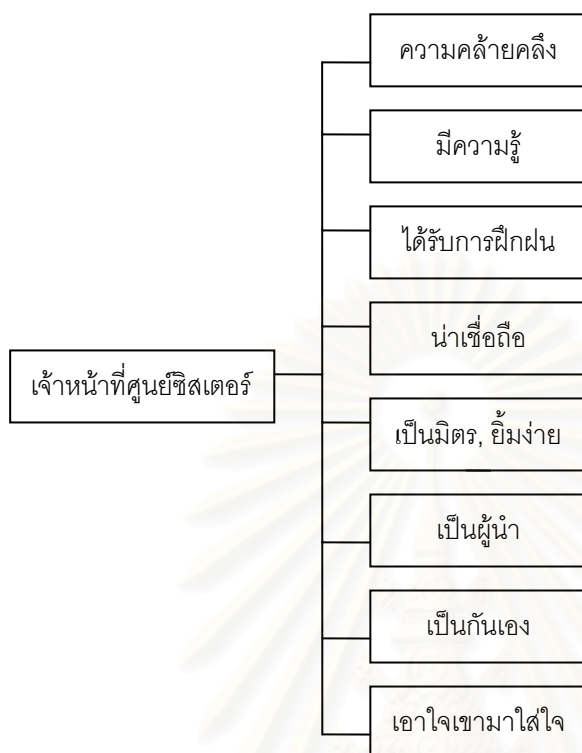 ความคล้ายคลึง
มีความรู้
ได้รับการฝึกฝน
น่าเชื่อถือ
เจ้าหน้าที่ศูนย์ซิสเตอร์
เป็นมิตร, ยิ้มง่าย
เป็นผู้นำ
เป็นกันเอง
เอาใจเขามาใส่ใจ